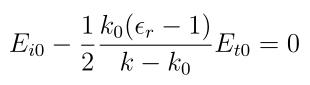 $E_{i0} - \frac{1}{2} \frac{k_0(\epsilon_r - 1)}{k - k_0} E_{t0} = 0$